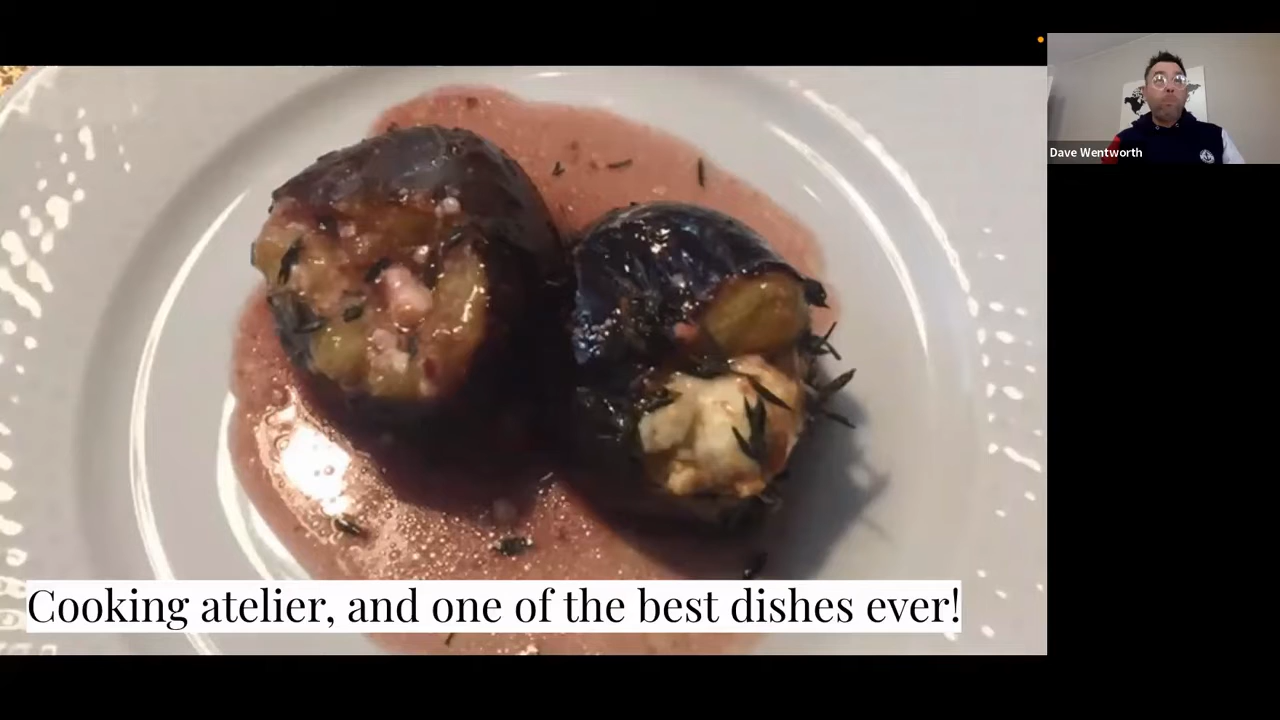 Dave Wentworth
Cooking atelier, and one of the best dishes ever!